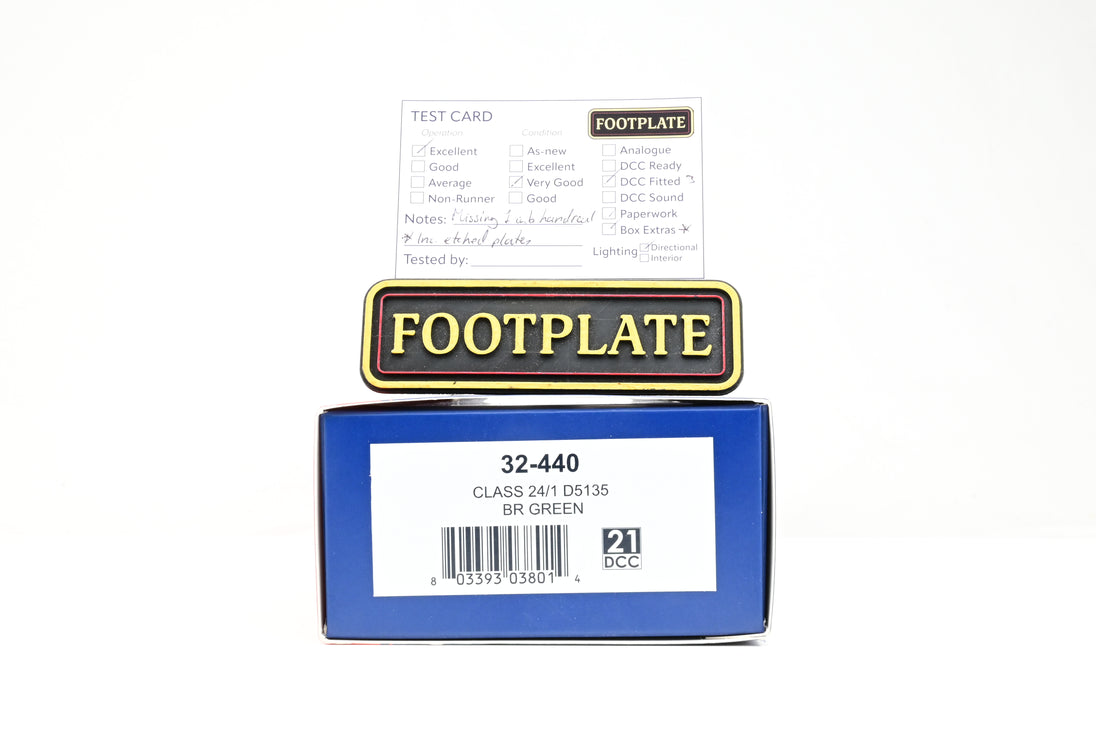 TEST CARD
FOOTPLATE
Operation
Excellent
Good
Average
Non-Runner
Condition
As-new
Excellent
Very Good
Good
Analogue
DCC Ready
DCC Fitted 3
DCC Sound
Paperwork
Box Extras *
Notes: Missing 1 cab handrail
* Inc. etched plates
Tested by:
Lighting
Directional
Interior
FOOTPLATE
32-440
CLASS 24/1 D5135
BR GREEN
21
DCC
8 03393 03801 4